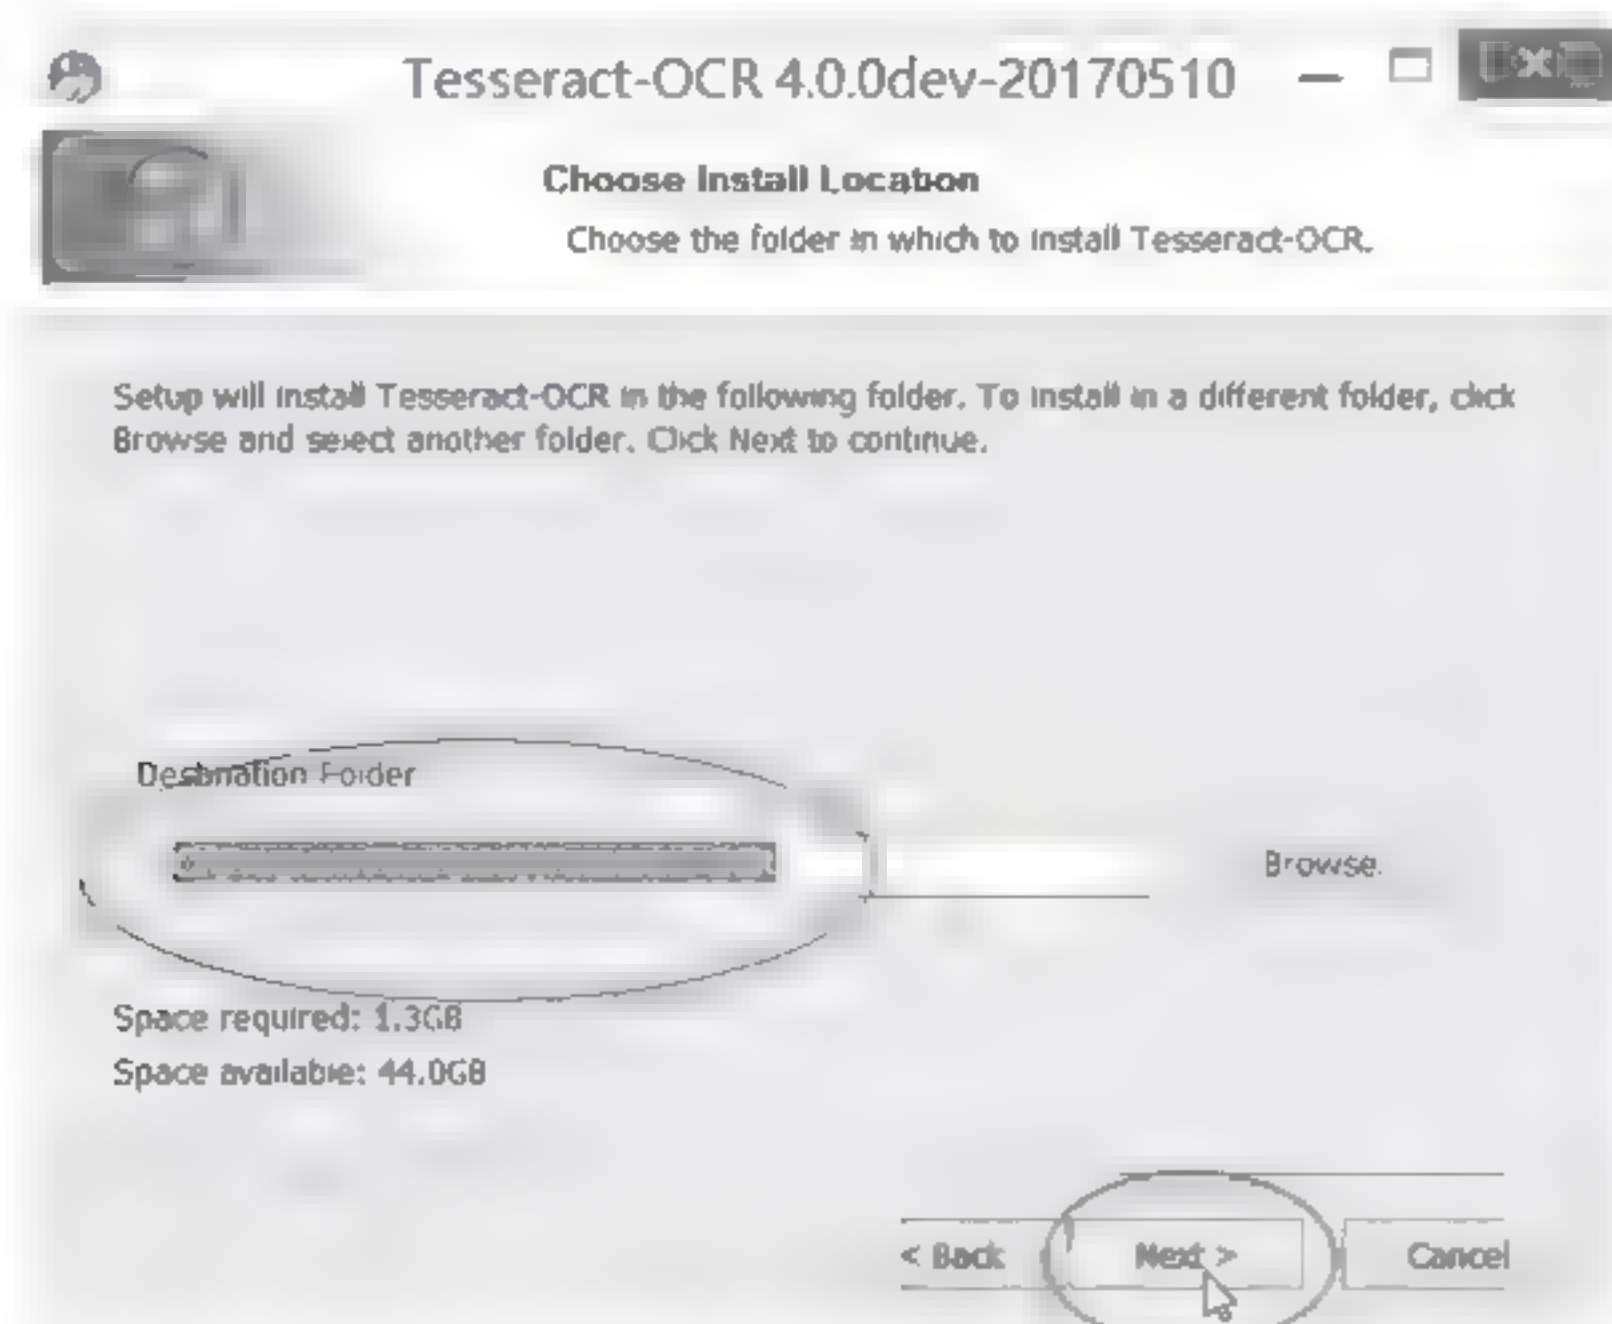 Tesseract-OCR 4.0.0dev-20170510
Choose Install Location
Choose the folder in which to install Tesseract-OCR.
Setup will install Tesseract-OCR in the following folder. To install in a different folder, click
Browse and select another folder. Click Next to continue.
Destination Folder
Browse.
Space required: 1.3GB
Space available: 44.0GB
< Back
Next >
Cancel